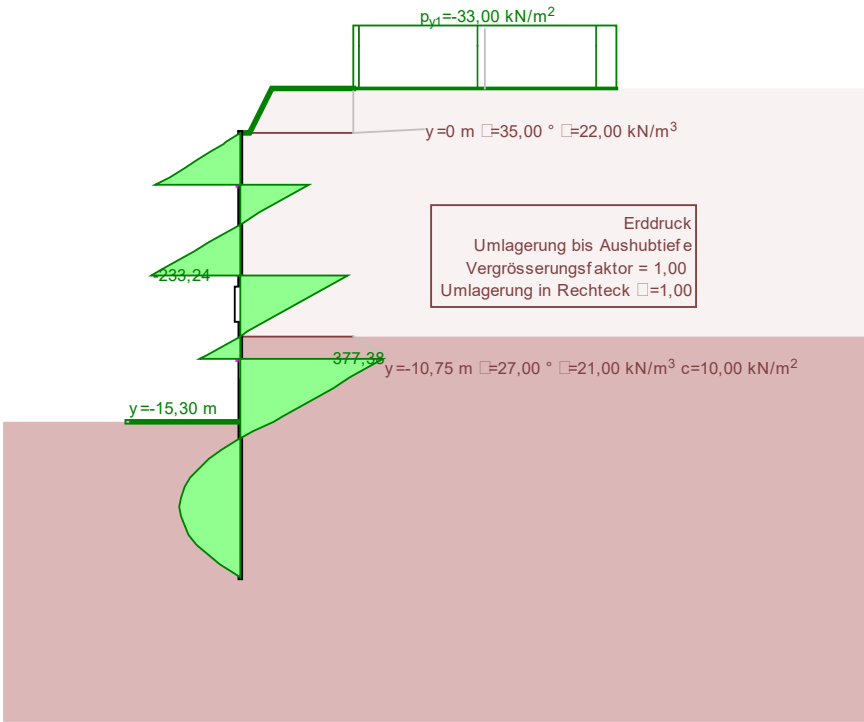 py1=-33,00 kN/m2
y=0 m □=35,00 ° □=22,00 kN/m3
Erddruck
Umlagerung bis Aushubtiefe
Vergrösserungsfaktor = 1,00
Umlagerung in Rechteck □=1,00
-233,24
377,38
y=-10,75 m □=27,00 ° □=21,00 kN/m3 c=10,00 kN/m2
y=-15,30 m